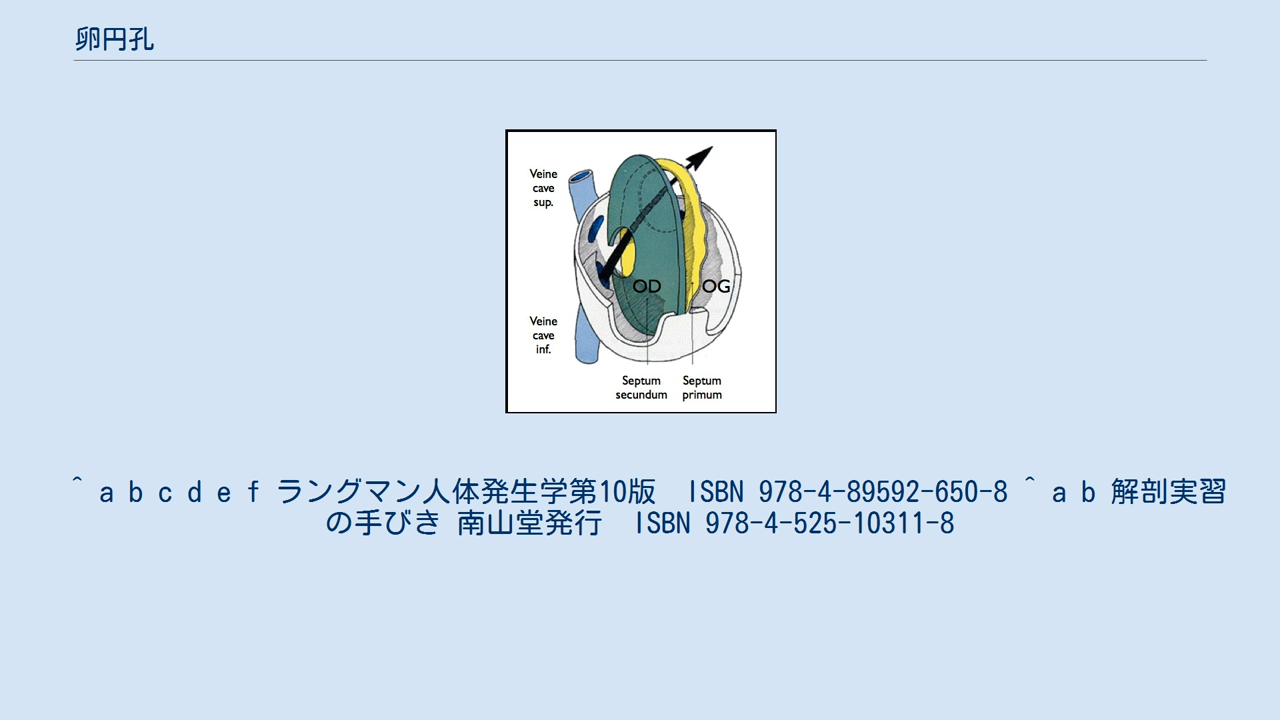 卵円孔
Veine
cave
sup.
OD
OG
Veine
cave
inf.
Septum
secundum
Septum
primum
^ a b c d e f ラングマン人体発生学第10版　ISBN 978-4-89592-650-8 ^ a b 解剖実習
の手びき 南山堂発行　ISBN 978-4-525-10311-8